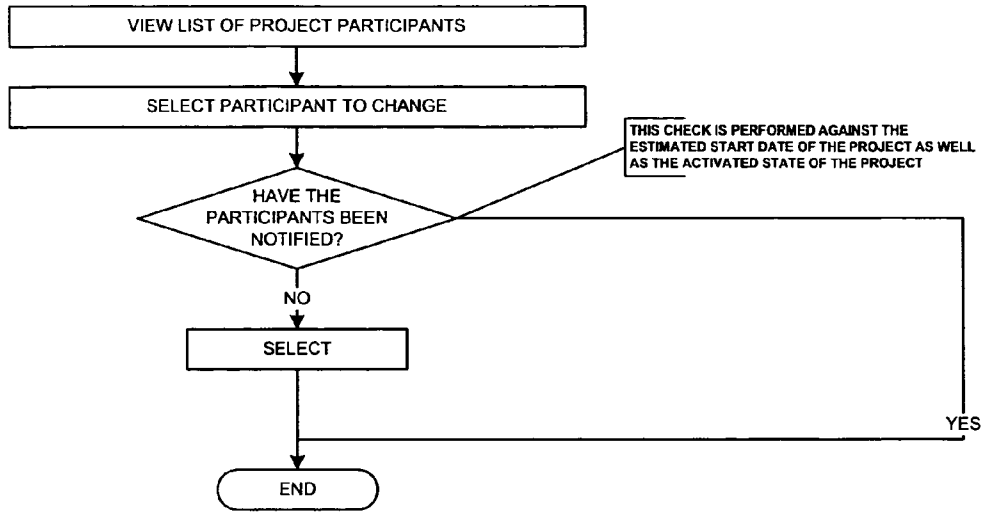 VIEW LIST OF PROJECT PARTICIPANTS
SELECT PARTICIPANT TO CHANGE
THIS CHECK IS PERFORMED AGAINST THE
ESTIMATED START DATE OF THE PROJECT AS WELL
AS THE ACTIVATED STATE OF THE PROJECT
HAVE THE
PARTICIPANTS BEEN
NOTIFIED?
NO
SELECT
YES
END